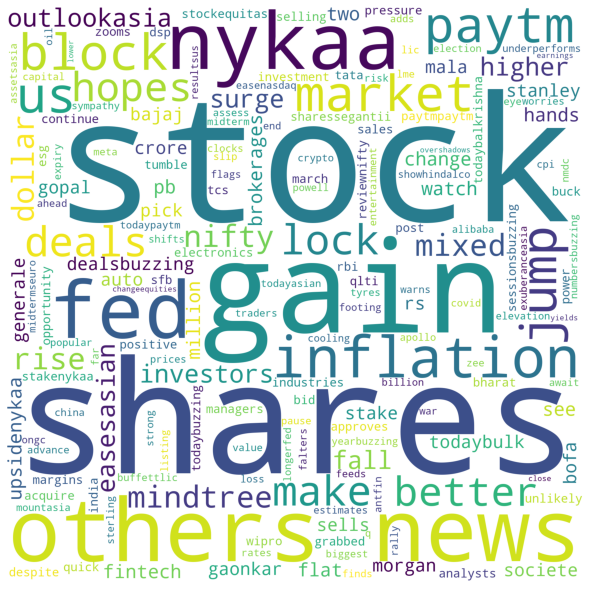 oil
zooms
stockequitas
selling
two
pressure
adds
outlookasia
dsp
nykaa
paytm
lic
election
underperforms
assetsasia
lower
resultsus
easenasdaq
earnings
block
us
hopes
capital
sympathy
investment
tata
risk
lme
mala
higher
market
continue
surge
assess
midterm
sharessegantii
stanley
eyeworries
bajaj
esg
expiry
meta
clocks
slip
end
sales
paytmpaytm
hands
stock
dollar
crore
tumble
brokerages
crypto
reviewnifty
entertainment
overshadows
change
todaybalkrishna
cpi
nmdc
ahead
gopal
pb
flags
march
powell
showhindalco
watch
buck
todaypaytm
tcs
pick
shifts
electronics
post
alibaba
numbersbuzzing
deals
nifty
lock
mixed
sessionsbuzzing
exuberanceasia
dealsbuzzing
rbi
warns
generale
midtermseuro
opportunity
auto
sfb
changeequities
million
todayasian
qlti
tyres
rs
covid
elevation
power
jump
fed
gain
positive
traders
footing
rise
popular
far
prices
cooling
apollo
zee
yields
inflation
stakenykaa
investors
industries
billion
bharat
await
upsidenykaa
easesasian
china
strong
managers
bid
pause
war
shares
ongc
advance
todaybuzzing
listing
value
longerfed
stake
approves
yearbuzzing
falters
fall
todaybulk
see
bofa
margins
buffettlic
loss
feeds
antfin
close
acquire
india
mountasia
mindtree
make
better
unlikely
sterling
estimates
q
others
news
sells
rally
wipro
rates
grabbed
biggest
despite
quick
fintech
gaonkar
flat
finds
morgan
analysts
societe